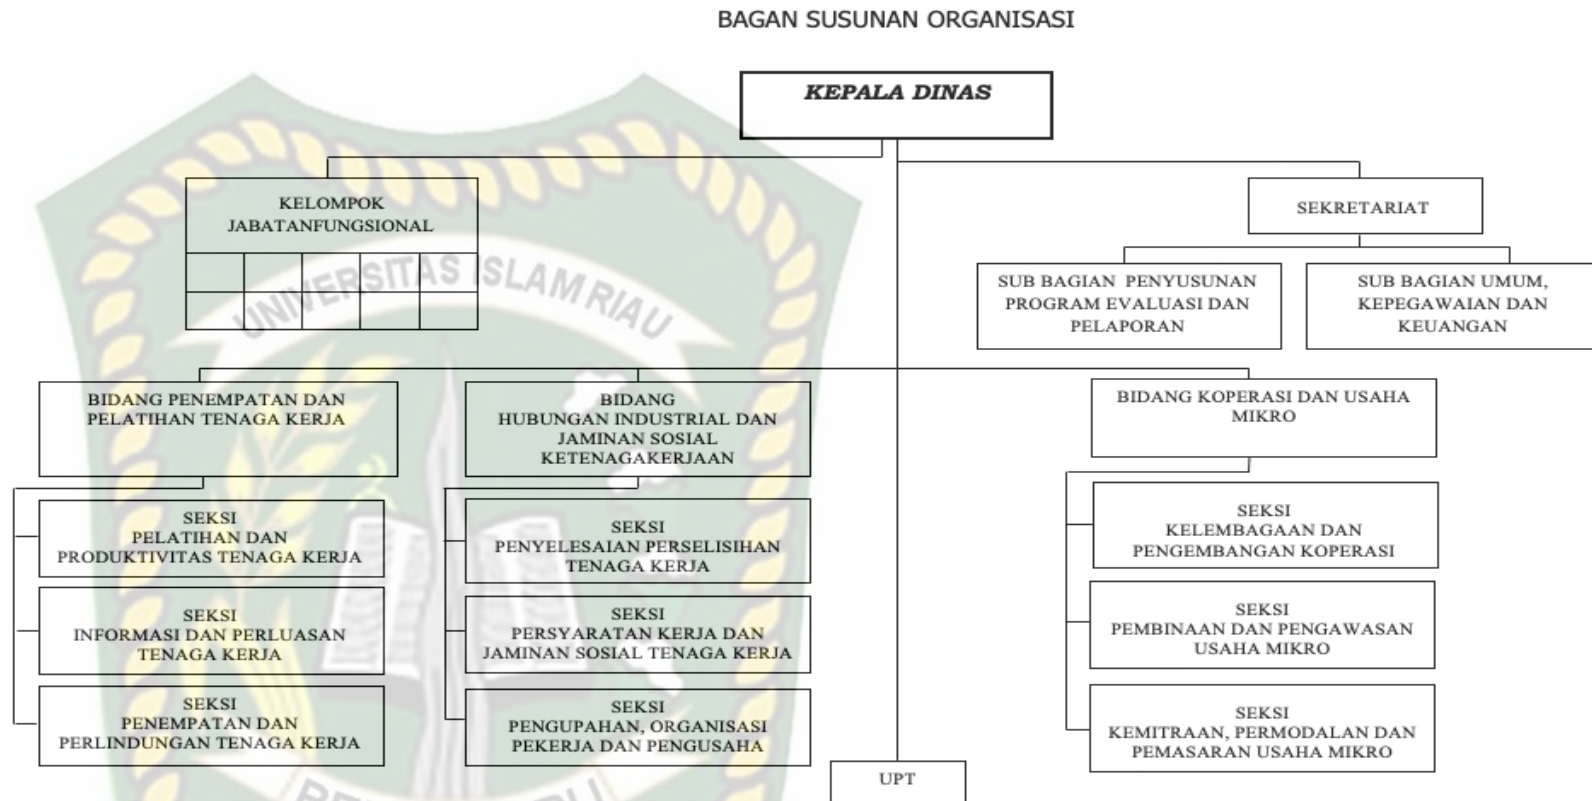 BAGAN SUSUNAN ORGANISASI
KEPALA DINAS
KELOMPOK
JABATANFUNGSIONAL
SEKRETARIAT
SUB BAGIAN PENYUSUNAN
PROGRAM EVALUASI DAN
PELAPORAN
SUB BAGIAN UMUM,
KEPEGAWAIAN DAN
KEUANGAN
UNIVERSITAS ISLAM RIAU
BIDANG PENEMPATAN DAN
PELATIHAN TENAGA KERJA
SEKSI
PELATIHAN DAN
PRODUKTIVITAS TENAGA KERJA
SEKSI
INFORMASI DAN PERLUASAN
TENAGA KERJA
SEKSI
PENEMPATAN DAN
PERLINDUNGAN TENAGA KERJA
BIDANG
HUBUNGAN INDUSTRIAL DAN
JAMINAN SOSIAL
KETENAGAKERJAAN
SEKSI
PENYELESAIAN PERSELISIHAN
TENAGA KERJA
SEKSI
PERSYARATAN KERJA DAN
JAMINAN SOSIAL TENAGA KERJA
SEKSI
PENGUPAHAN, ORGANISASI
PEKERJA DAN PENGUSAHA
BIDANG KOPERASI DAN USAHA
MIKRO
SEKSI
KELEMBAGAAN DAN
PENGEMBANGAN KOPERASI
SEKSI
PEMBINAAN DAN PENGAWASAN
USAHA MIKRO
SEKSI
KEMITRAAN, PERMODALAN DAN
PEMASARAN USAHA MIKRO
UPT